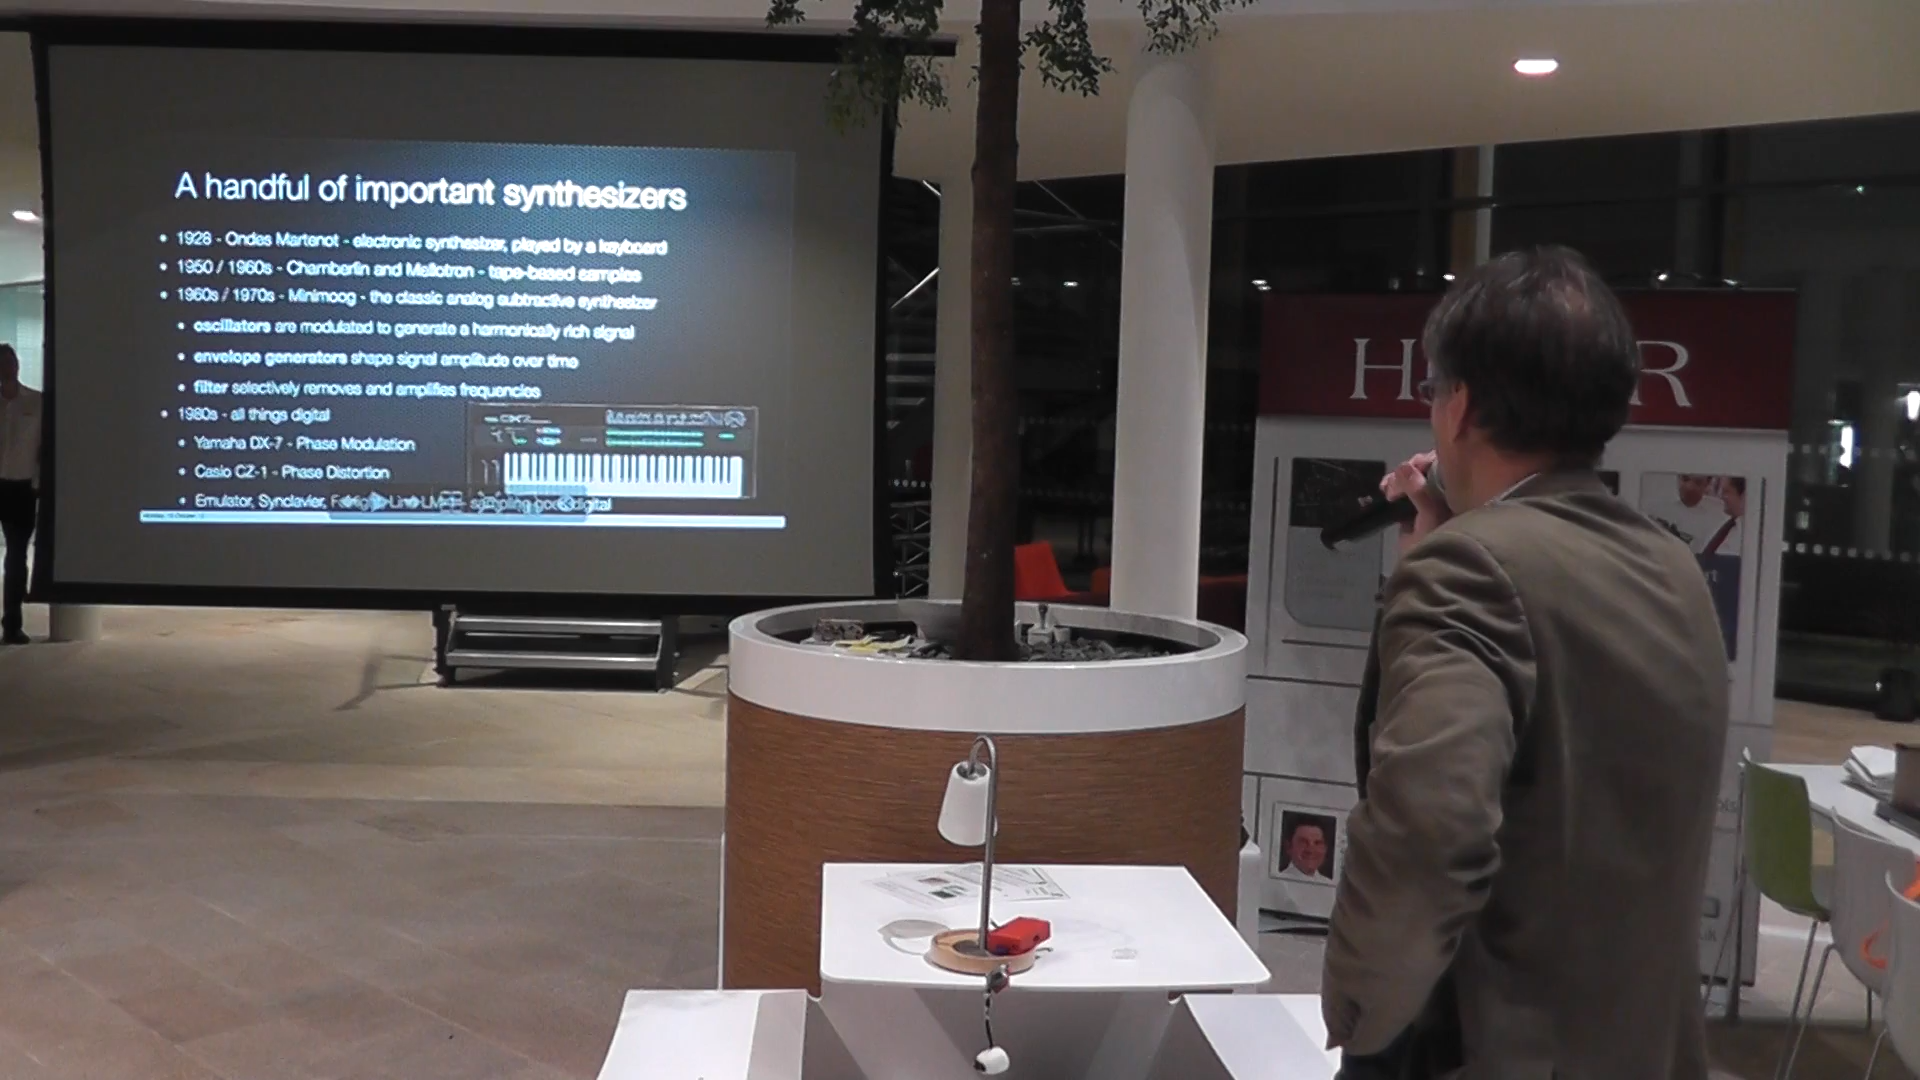 A handful of important synthesizers
• 1928 - Ondes Martenot - electronic synthesizer, played by a keyboard
• 1950 / 1960s - Chamberlin and Mellotron - tape-based samples
• 1960s / 1970s - Minimoog - the classic analog subtractive synthesizer
• oscillators are modulated to generate a harmonically rich signal
• envelope generators shape signal amplitude over time
• filter selectively removes and amplifies frequencies
• 1980s - all things digital
• Yamaha DX-7 - Phase Modulation
• Casio CZ-1 - Phase Distortion
• Emulator, Synclavier, sampling goes digital
H R